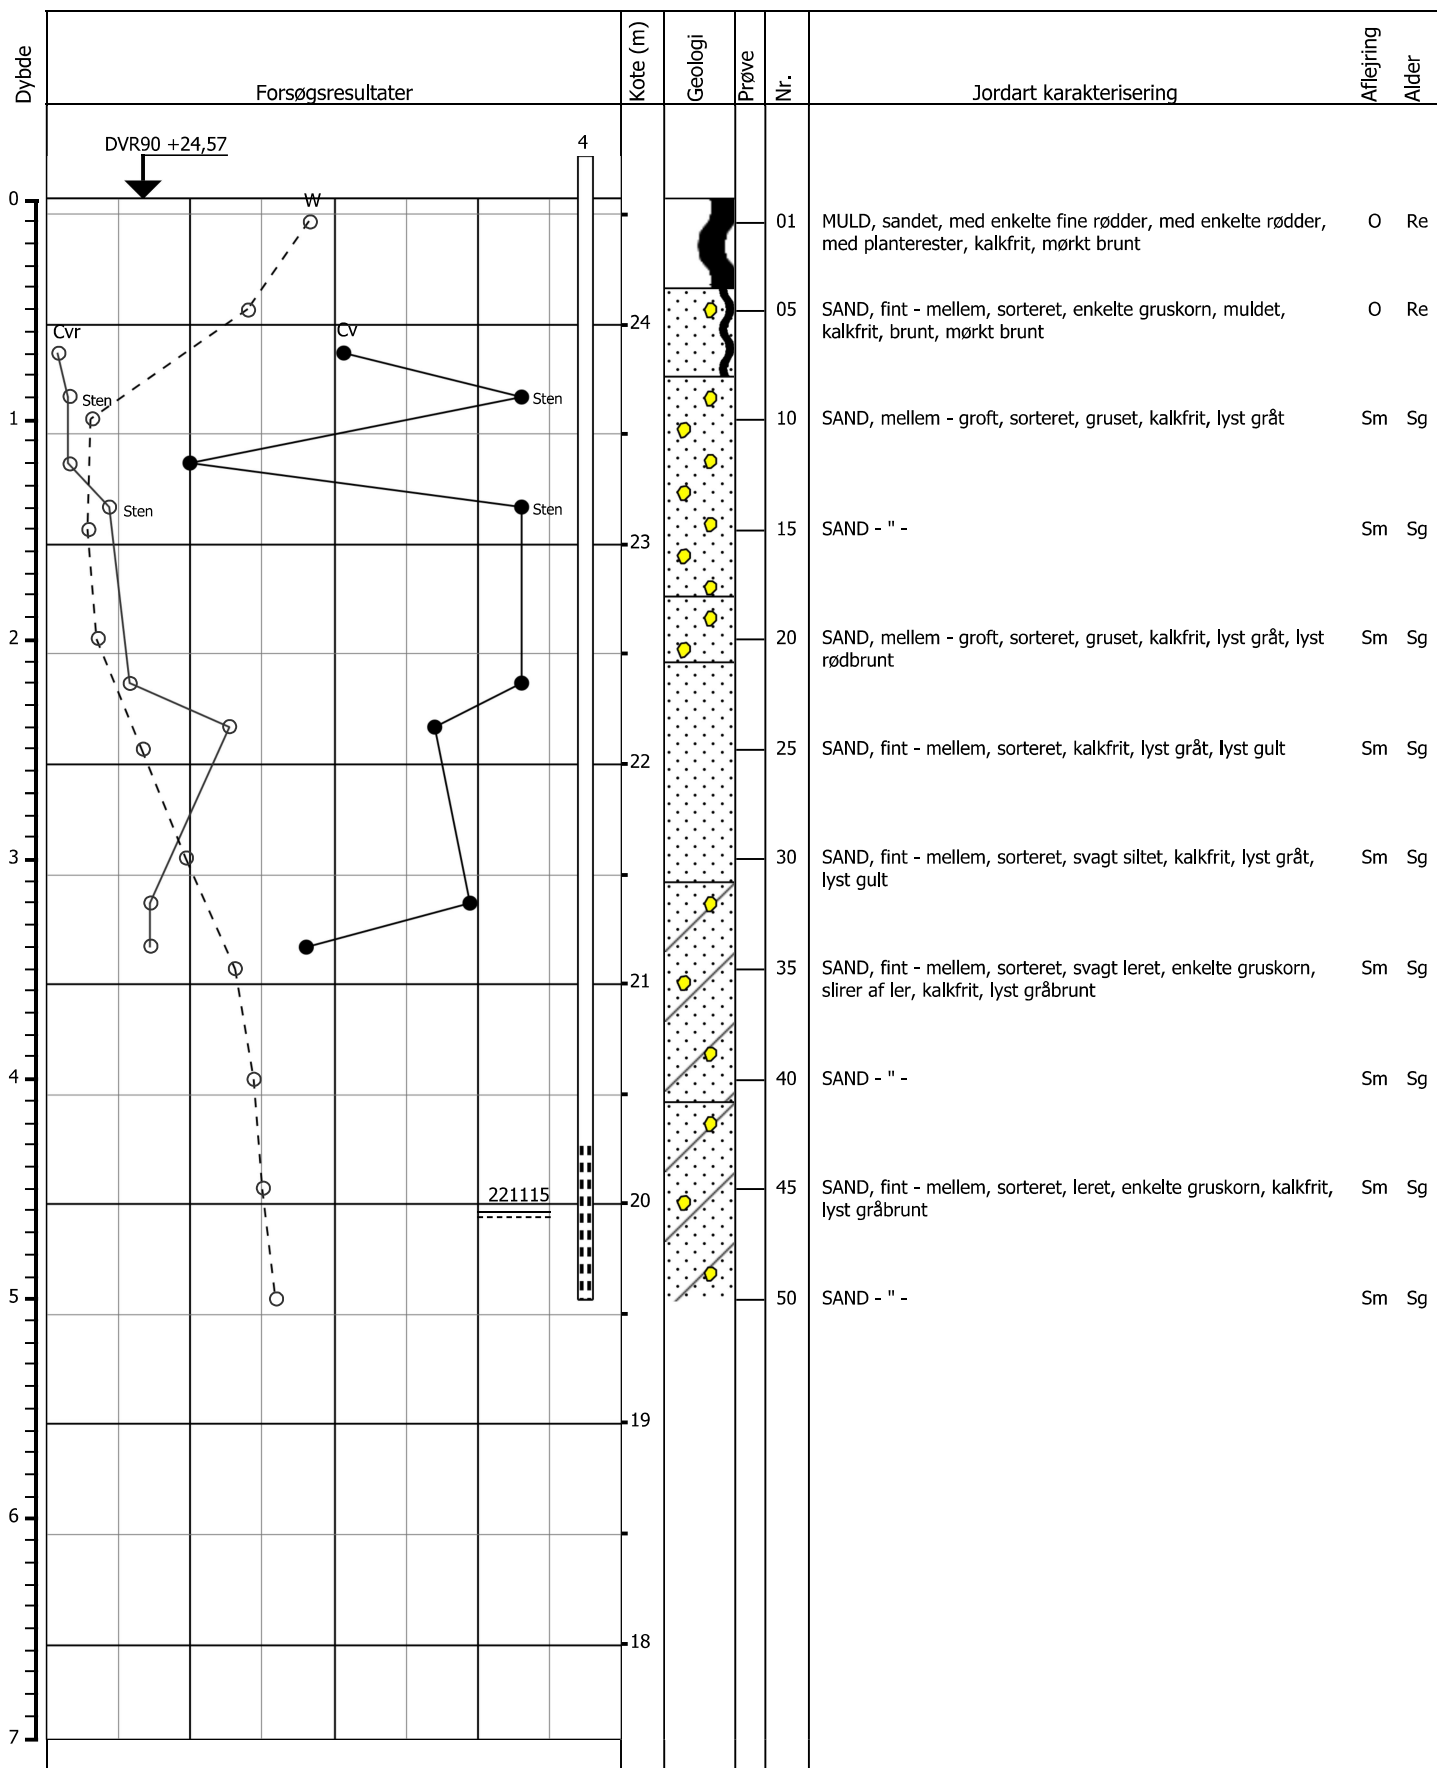 Dybde
Forsøgsresultater
Kote (m)
Geologi
Prøve
Nr.
Jordart karakterisering
Aflejring
Alder
DVR90 +24,57
4
0
W
01 MULD, sandet, med enkelte fine rødder, med enkelte rødder, O Re
med planterester, kalkfrit, mørkt brunt
05 SAND, fint - mellem, sorteret, enkelte gruskorn, muldet, O Re
kalkfrit, brunt, mørkt brunt
24
Cvr
Cv
Sten
Sten
1
10 SAND, mellem - groft, sorteret, gruset, kalkfrit, lyst gråt Sm Sg
Sten
Sten
15 SAND - " - Sm Sg
23
2
20 SAND, mellem - groft, sorteret, gruset, kalkfrit, lyst gråt, lyst Sm Sg
rødbrunt
25 SAND, fint - mellem, sorteret, kalkfrit, lyst gråt, lyst gult Sm Sg
22
3
30 SAND, fint - mellem, sorteret, svagt siltet, kalkfrit, lyst gråt, Sm Sg
lyst gult
35 SAND, fint - mellem, sorteret, svagt leret, enkelte gruskorn, Sm Sg
slirer af ler, kalkfrit, lyst gråbrunt
21
4
40 SAND - " - Sm Sg
45 SAND, fint - mellem, sorteret, leret, enkelte gruskorn, kalkfrit, Sm Sg
lyst gråbrunt
221115
20
5
50 SAND - " - Sm Sg
19
6
18
7